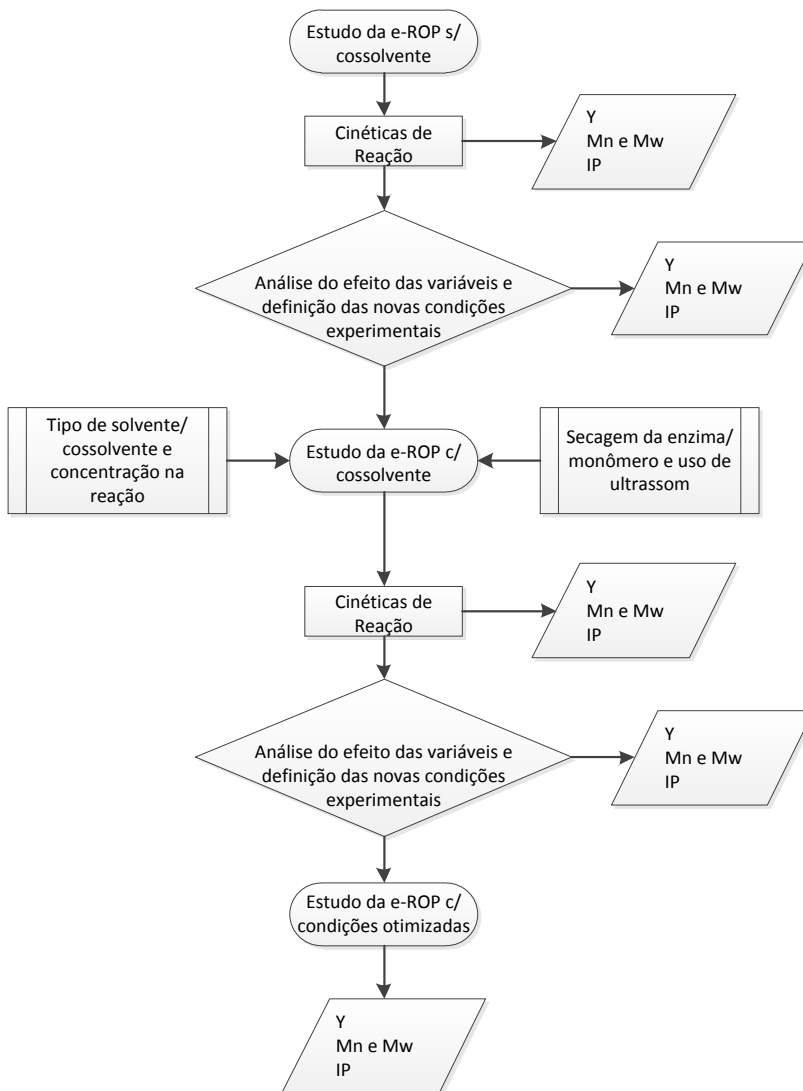 Estudo da e-ROP s/
cossolvente
Cinéticas de
Reação
Y
Mn e Mw
IP
Análise do efeito das variáveis e
definição das novas condições
experimentais
Y
Mn e Mw
IP
Tipo de solvente/
cossolvente e
concentração na
reação
Estudo da e-ROP c/
cossolvente
Secagem da enzima/
monômero e uso de
ultrassom
Cinéticas de
Reação
Y
Mn e Mw
IP
Análise do efeito das variáveis e
definição das novas condições
experimentais
Y
Mn e Mw
IP
Estudo da e-ROP c/
condições otimizadas
Y
Mn e Mw
IP